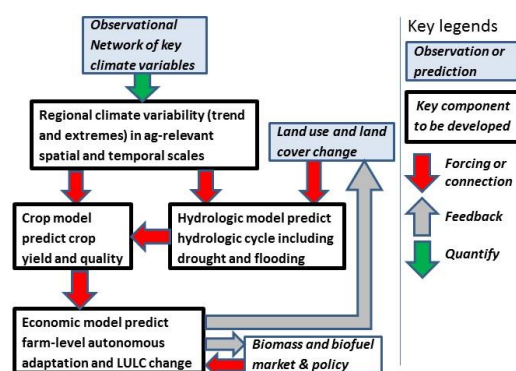 Observational
Network of key
climate variables
Regional climate variability (trend
and extremes) in ag-relevant
spatial and temporal scales
Land use and land
cover change
Crop model
predict crop
yield and quality
Hydrologic model predict
hydrologic cycle including
drought and flooding
Economic model predict
farm-level autonomous
adaptation and LULC change
Biomass and biofuel
market & policy
Key legends
Observation or
prediction
Key component
to be developed
Forcing or
connection
Feedback
Quantify